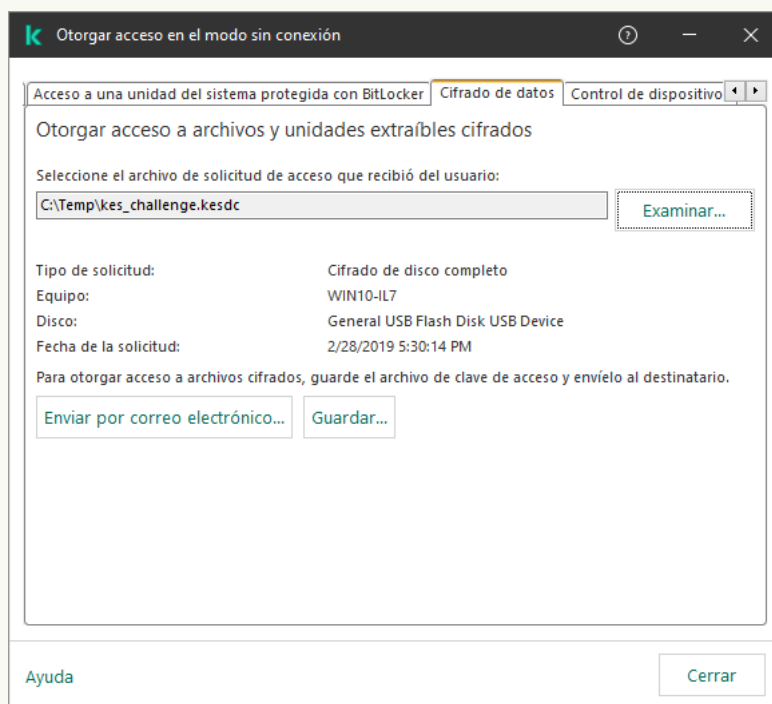 Otorgar acceso en el modo sin conexión
Acceso a una unidad del sistema protegida con BitLocker Cifrado de datos Control de dispositivo
Otorgar acceso a archivos y unidades extraíbles cifrados
Seleccione el archivo de solicitud de acceso que recibió del usuario:
C:\Temp\kes_challenge.kesdc Examinar...
Tipo de solicitud: Cifrado de disco completo
Equipo: WIN10-IL7
Disco: General USB Flash Disk USB Device
Fecha de la solicitud: 2/28/2019 5:30:14 PM
Para otorgar acceso a archivos cifrados, guarde el archivo de clave de acceso y envíelo al destinatario.
Enviar por correo electrónico... Guardar...
Ayuda Cerrar